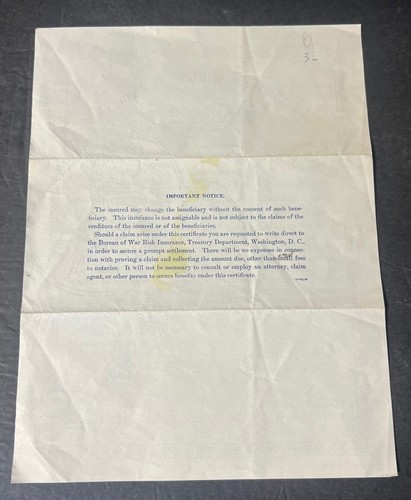 3-
IMPORTANT NOTICE.
The insured may change the beneficiary without the consent of such bene-
ficiary. This insurance is not assignable and is not subject to the claims of the
creditors of the insured or of the beneficiaries.
Should a claim arise under this certificate you are requested to write direct to
the Bureau of War Risk Insurance, Treasury Department, Washington, D. C.,
in order to secure a prompt settlement. There will be no expenses in connec-
tion with proving a claim and collecting the amount due, other than small fees
to notaries. It will not be necessary to consult or employ an attorney, claim
agent, or other person to secure benefits under this certificate.